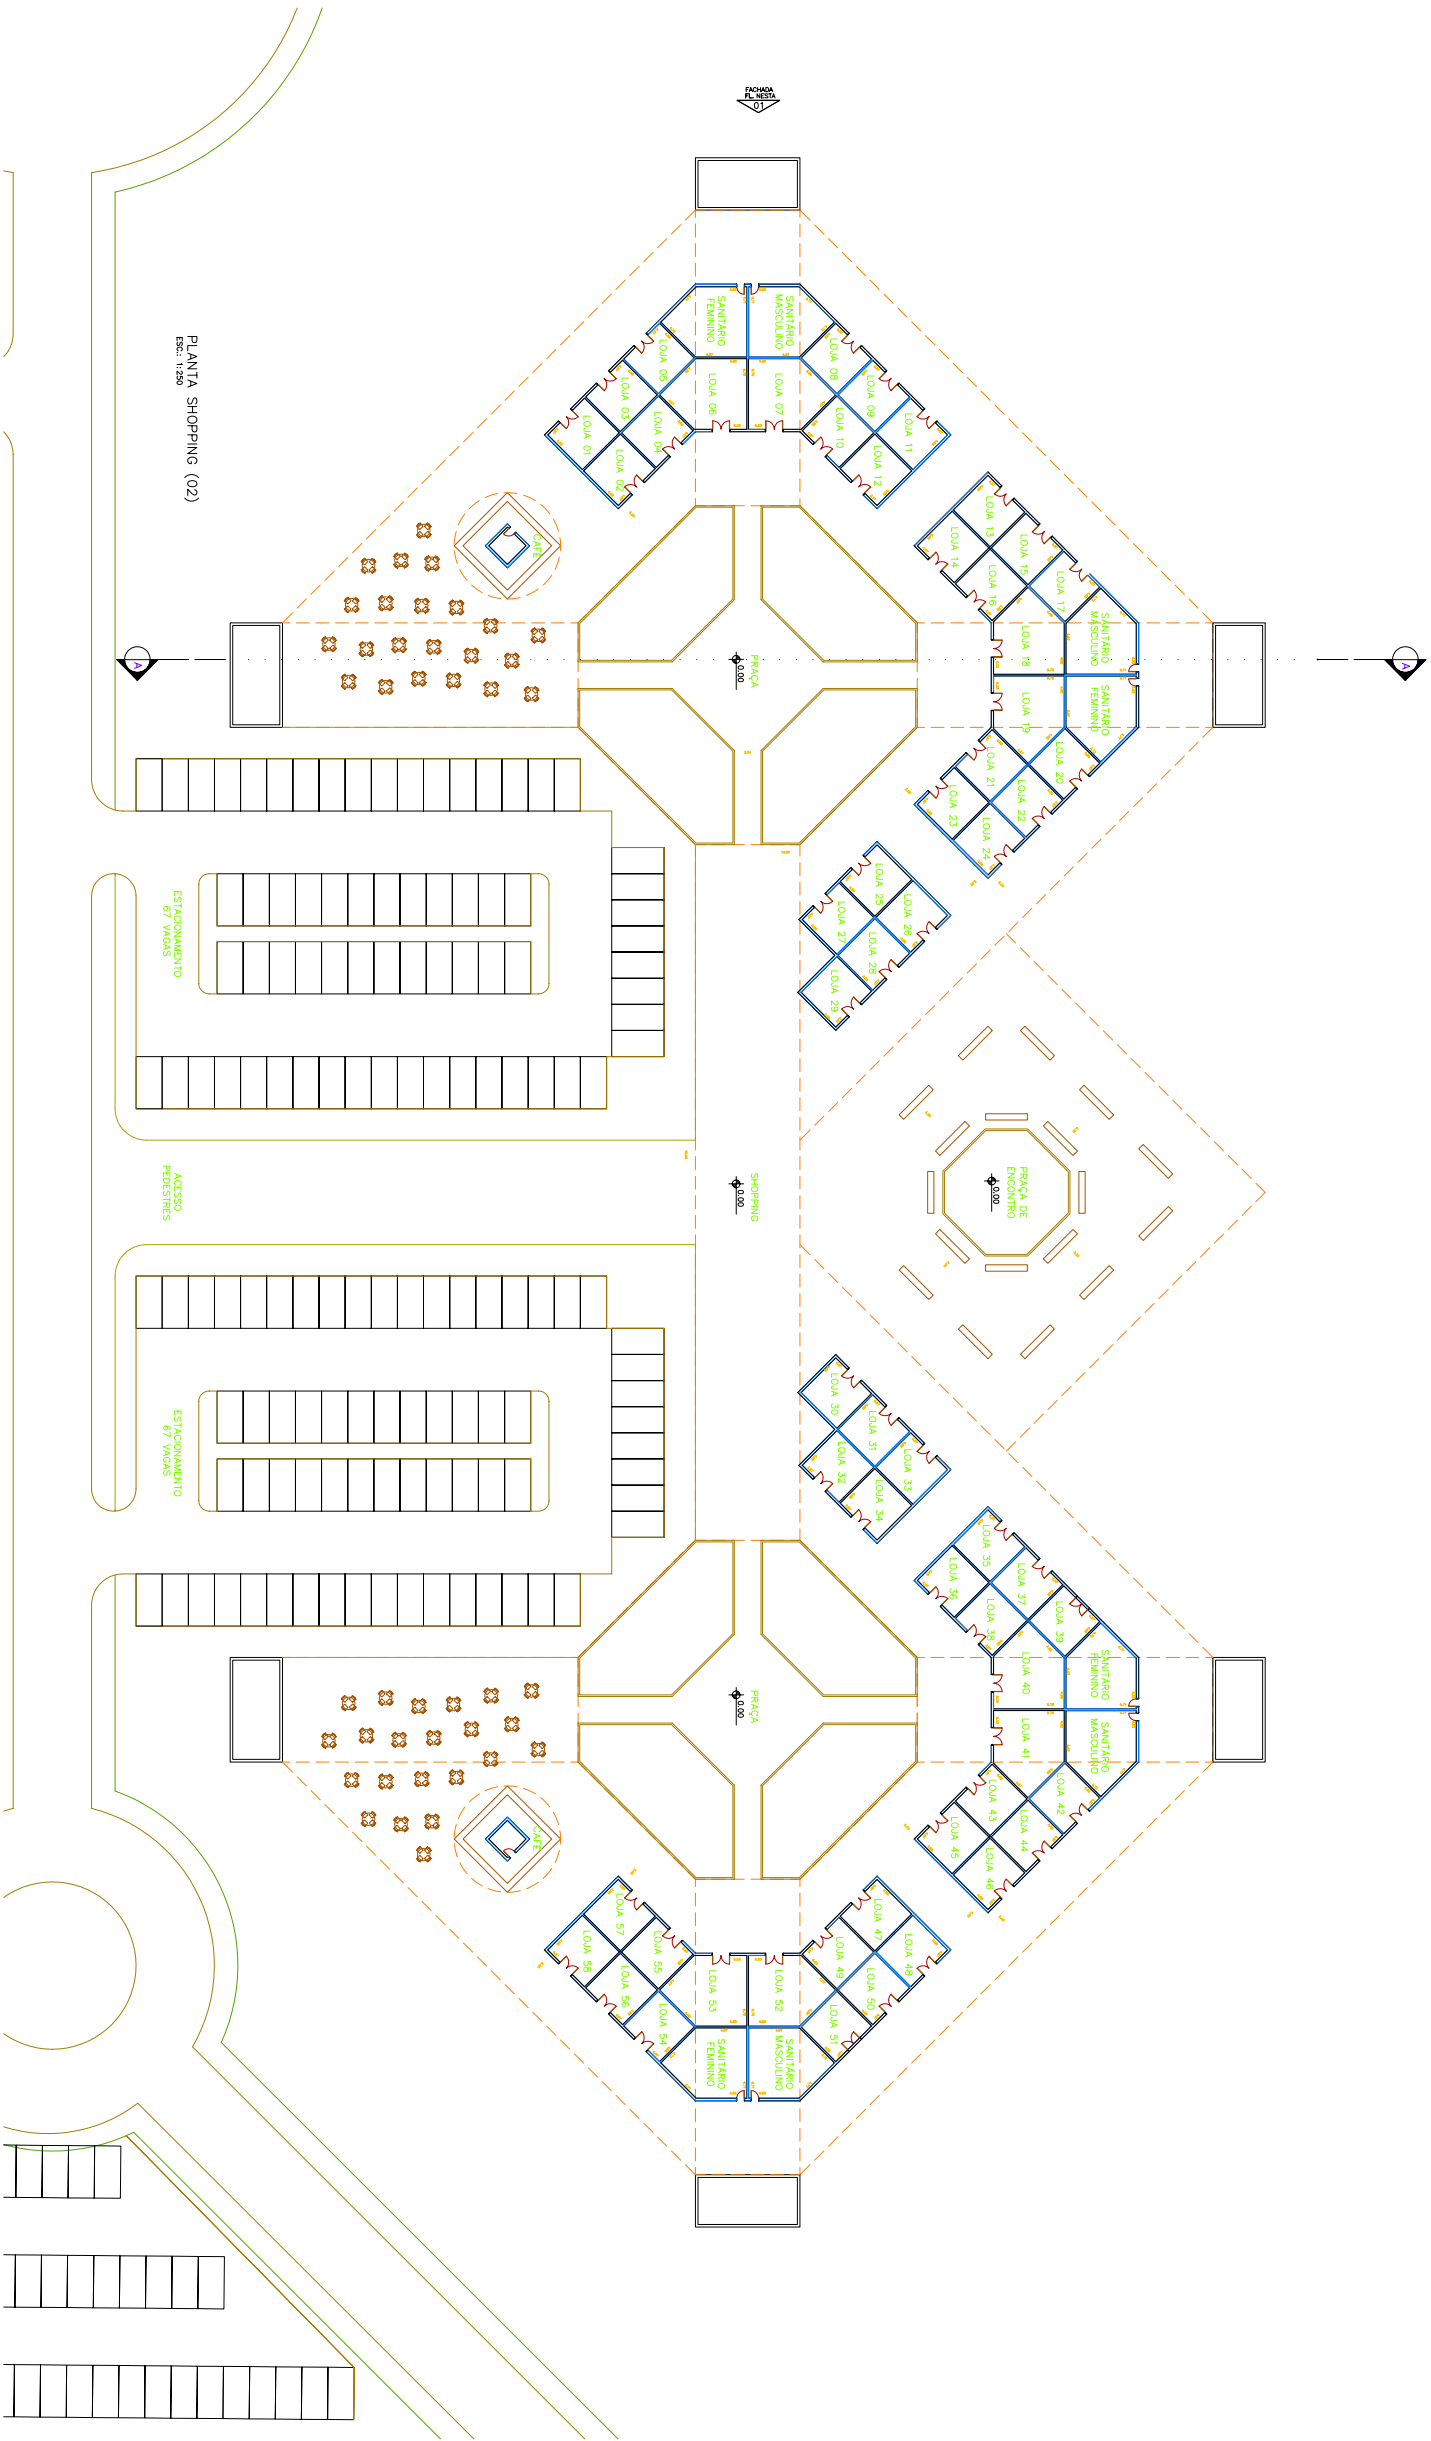 FACHADA
FL. NESTA
01
PLANTA SHOPPING (02)
ESC.: 1:250
SANITÁRIO
FEMININO
SANITÁRIO
MASCULINO
LOJA 01
LOJA 02
LOJA 03
LOJA 04
LOJA 05
LOJA 06
LOJA 07
LOJA 08
LOJA 09
LOJA 10
LOJA 11
LOJA 12
CAFÉ
LOJA 13
LOJA 14
LOJA 15
LOJA 16
LOJA 17
SANITÁRIO
MASCULINO
LOJA 18
A
A
PRAÇA
0.00
LOJA 19
SANITÁRIO
FEMININO
LOJA 20
LOJA 21
LOJA 22
LOJA 23
LOJA 24
LOJA 25
LOJA 26
LOJA 27
LOJA 28
LOJA 29
ESTACIONAMENTO
67 VAGAS
ACESSO
PEDESTRES
SHOPPING
0.00
PRAÇA DE
ENCONTRO
0.00
ESTACIONAMENTO
67 VAGAS
LOJA 30
LOJA 31
LOJA 32
LOJA 33
LOJA 34
LOJA 35
LOJA 36
LOJA 37
LOJA 38
LOJA 39
SANITÁRIO
FEMININO
LOJA 40
PRAÇA
0.00
LOJA 41
SANITÁRIO
MASCULINO
LOJA 42
LOJA 43
LOJA 44
LOJA 45
LOJA 46
CAFÉ
LOJA 47
LOJA 48
LOJA 49
LOJA 50
LOJA 51
LOJA 52
LOJA 53
LOJA 54
LOJA 55
LOJA 56
LOJA 57
LOJA 58
SANITÁRIO
FEMININO
SANITÁRIO
MASCULINO